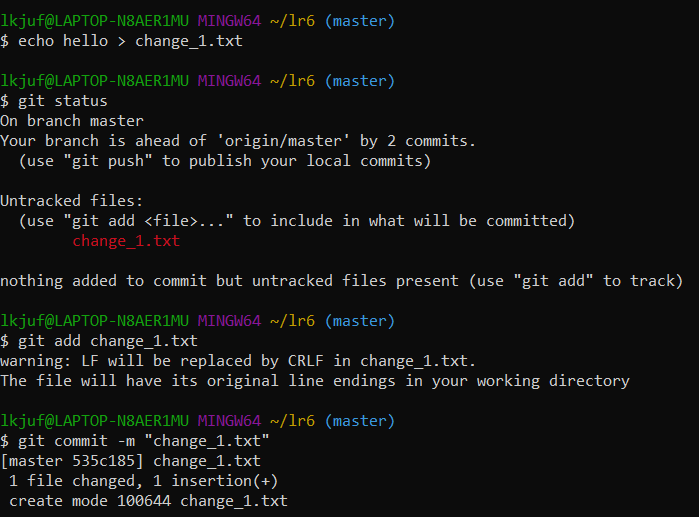 lkjuf@LAPTOP-N8AER1MU MINGW64 ~/lr6 (master)
$ echo hello > change_1.txt
lkjuf@LAPTOP-N8AER1MU MINGW64 ~/lr6 (master)
$ git status
On branch master
Your branch is ahead of 'origin/master' by 2 commits.
  (use "git push" to publish your local commits)
Untracked files:
  (use "git add <file>..." to include in what will be committed)
        change_1.txt
nothing added to commit but untracked files present (use "git add" to track)
lkjuf@LAPTOP-N8AER1MU MINGW64 ~/lr6 (master)
$ git add change_1.txt
warning: LF will be replaced by CRLF in change_1.txt.
The file will have its original line endings in your working directory
lkjuf@LAPTOP-N8AER1MU MINGW64 ~/lr6 (master)
$ git commit -m "change_1.txt"
[master 535c185] change_1.txt
 1 file changed, 1 insertion(+)
 create mode 100644 change_1.txt